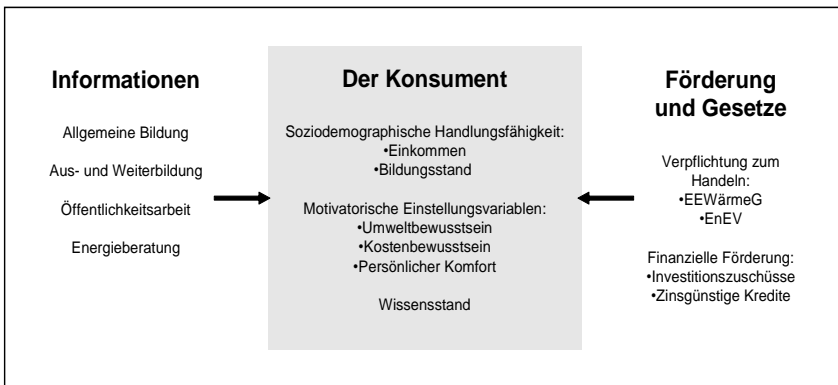 Informationen
Allgemeine Bildung
Aus- und Weiterbildung
Öffentlichkeitsarbeit
Energieberatung
Der Konsument
Soziodemographische Handlungsfähigkeit:
•Einkommen
•Bildungsstand
Motivatorische Einstellungsvariablen:
•Umweltbewusstsein
•Kostenbewusstsein
•Persönlicher Komfort
Wissensstand
Förderung
und Gesetze
Verpflichtung zum
Handeln:
•EEWärmeG
•EnEV
Finanzielle Förderung:
•Investitionszuschüsse
•Zinsgünstige Kredite